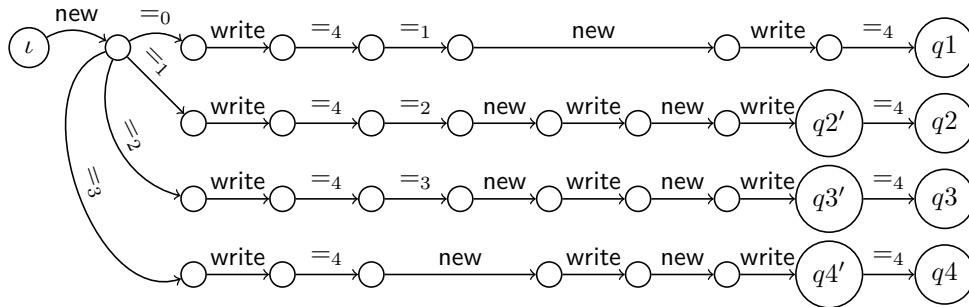 new =₀ write =₄ =₁ new write =₄
ι q1
=₁
write =₄ =₂ new write new write q2′ =₄ q2
=₂
write =₄ =₃ new write new write q3′ =₄ q3
=₃
write =₄ new write new write q4′ =₄ q4